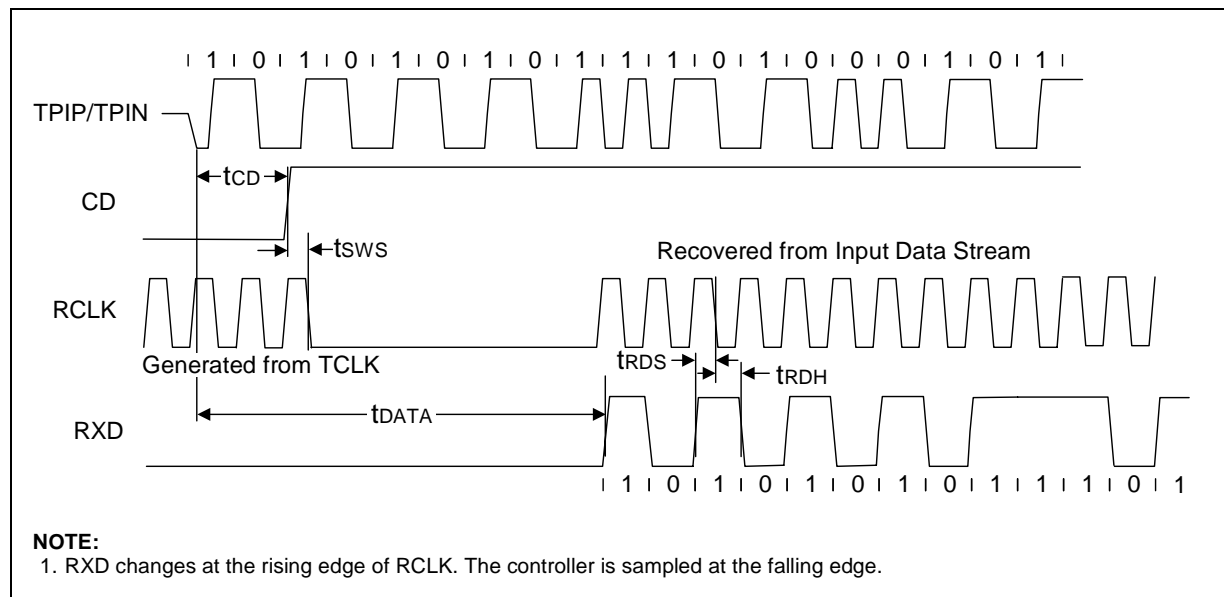 1 0 1 0 1 0 1 0 1 1 1 0 1 0 0 0 1 0 1
TPIP/TPIN
tCD
CD
tSWS
Recovered from Input Data Stream
RCLK
Generated from TCLK
tRDS
tRDH
tDATA
RXD
1 0 1 0 1 0 1 0 1 1 1 0 1
NOTE:
1. RXD changes at the rising edge of RCLK. The controller is sampled at the falling edge.